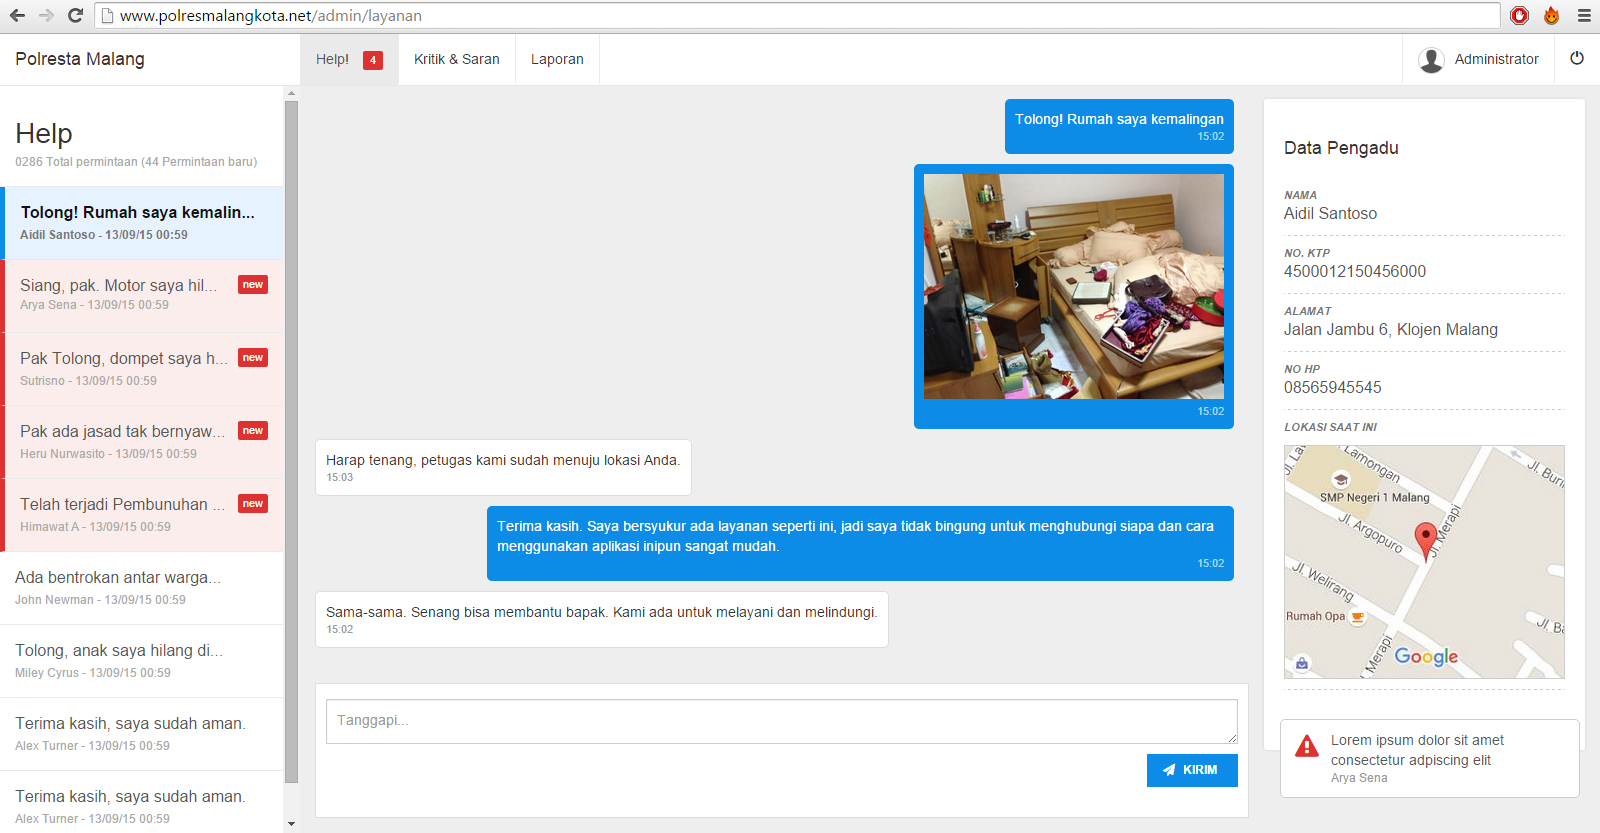 www.polresmalangkota.net/admin/layanan
Polresta Malang
Help! 4
Kritik & Saran
Laporan
Administrator
Help
0286 Total permintaan (44 Permintaan baru)
Tolong! Rumah saya kemalin...
Aidil Santoso - 13/09/15 00:59
Siang, pak. Motor saya hil... new
Arya Sena - 13/09/15 00:59
Pak Tolong, dompet saya h... new
Sutrisno - 13/09/15 00:59
Pak ada jasad tak bernyaw... new
Heru Nurwasito - 13/09/15 00:59
Telah terjadi Pembunuhan ... new
Himawat A - 13/09/15 00:59
Ada bentrokan antar warga...
John Newman - 13/09/15 00:59
Tolong, anak saya hilang di...
Miley Cyrus - 13/09/15 00:59
Terima kasih, saya sudah aman.
Alex Turner - 13/09/15 00:59
Terima kasih, saya sudah aman.
Alex Turner - 13/09/15 00:59
Tolong! Rumah saya kemalingan
15:02
15:02
Harap tenang, petugas kami sudah menuju lokasi Anda.
15:03
Terima kasih. Saya bersyukur ada layanan seperti ini, jadi saya tidak bingung untuk menghubungi siapa dan cara
menggunakan aplikasi inipun sangat mudah.
15:02
Sama-sama. Senang bisa membantu bapak. Kami ada untuk melayani dan melindungi.
15:02
Tanggapi...
KIRIM
Data Pengadu
NAMA
Aidil Santoso
NO. KTP
4500012150456000
ALAMAT
Jalan Jambu 6, Klojen Malang
NO HP
08565945545
LOKASI SAAT INI
Jl. La
Lamongan
Jl. Buri
SMP Negeri 1 Malang
Jl. Argopuro
Jl. Merapi
Jl. Welirang
Rumah Opa
Jl. Ba
Jl. Merapi
Google
Lorem ipsum dolor sit amet
consectetur adpiscing elit
Arya Sena